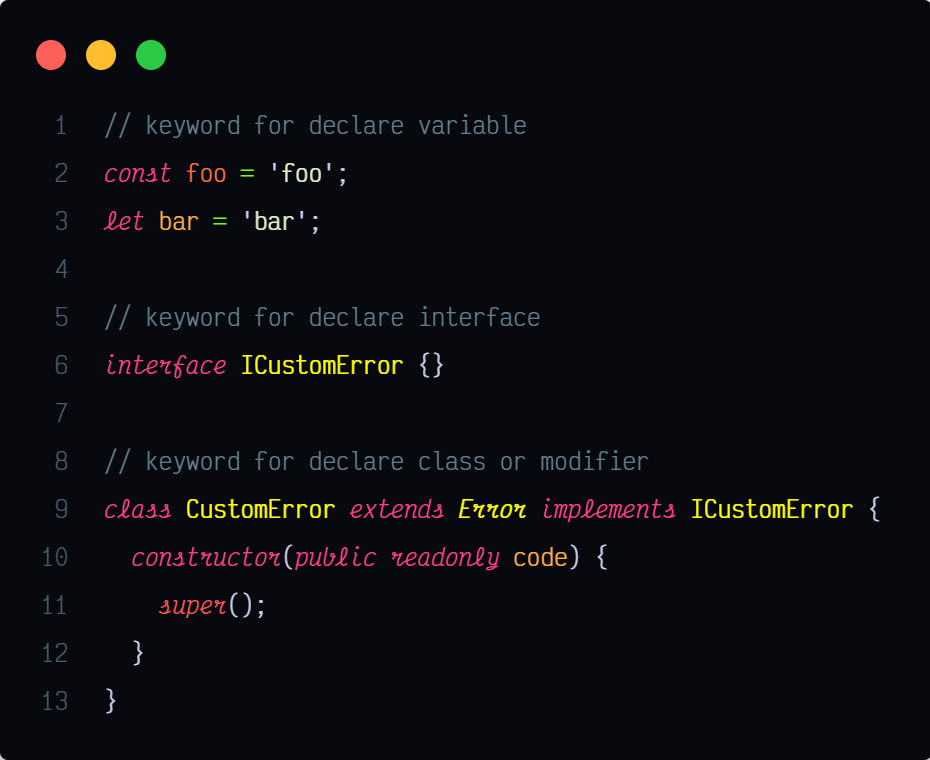 1 // keyword for declare variable
2 const foo = 'foo';
3 let bar = 'bar';
4
5 // keyword for declare interface
6 interface ICustomError {}
7
8 // keyword for declare class or modifier
9 class CustomError extends Error implements ICustomError {
10   constructor(public readonly code) {
11     super();
12   }
13 }